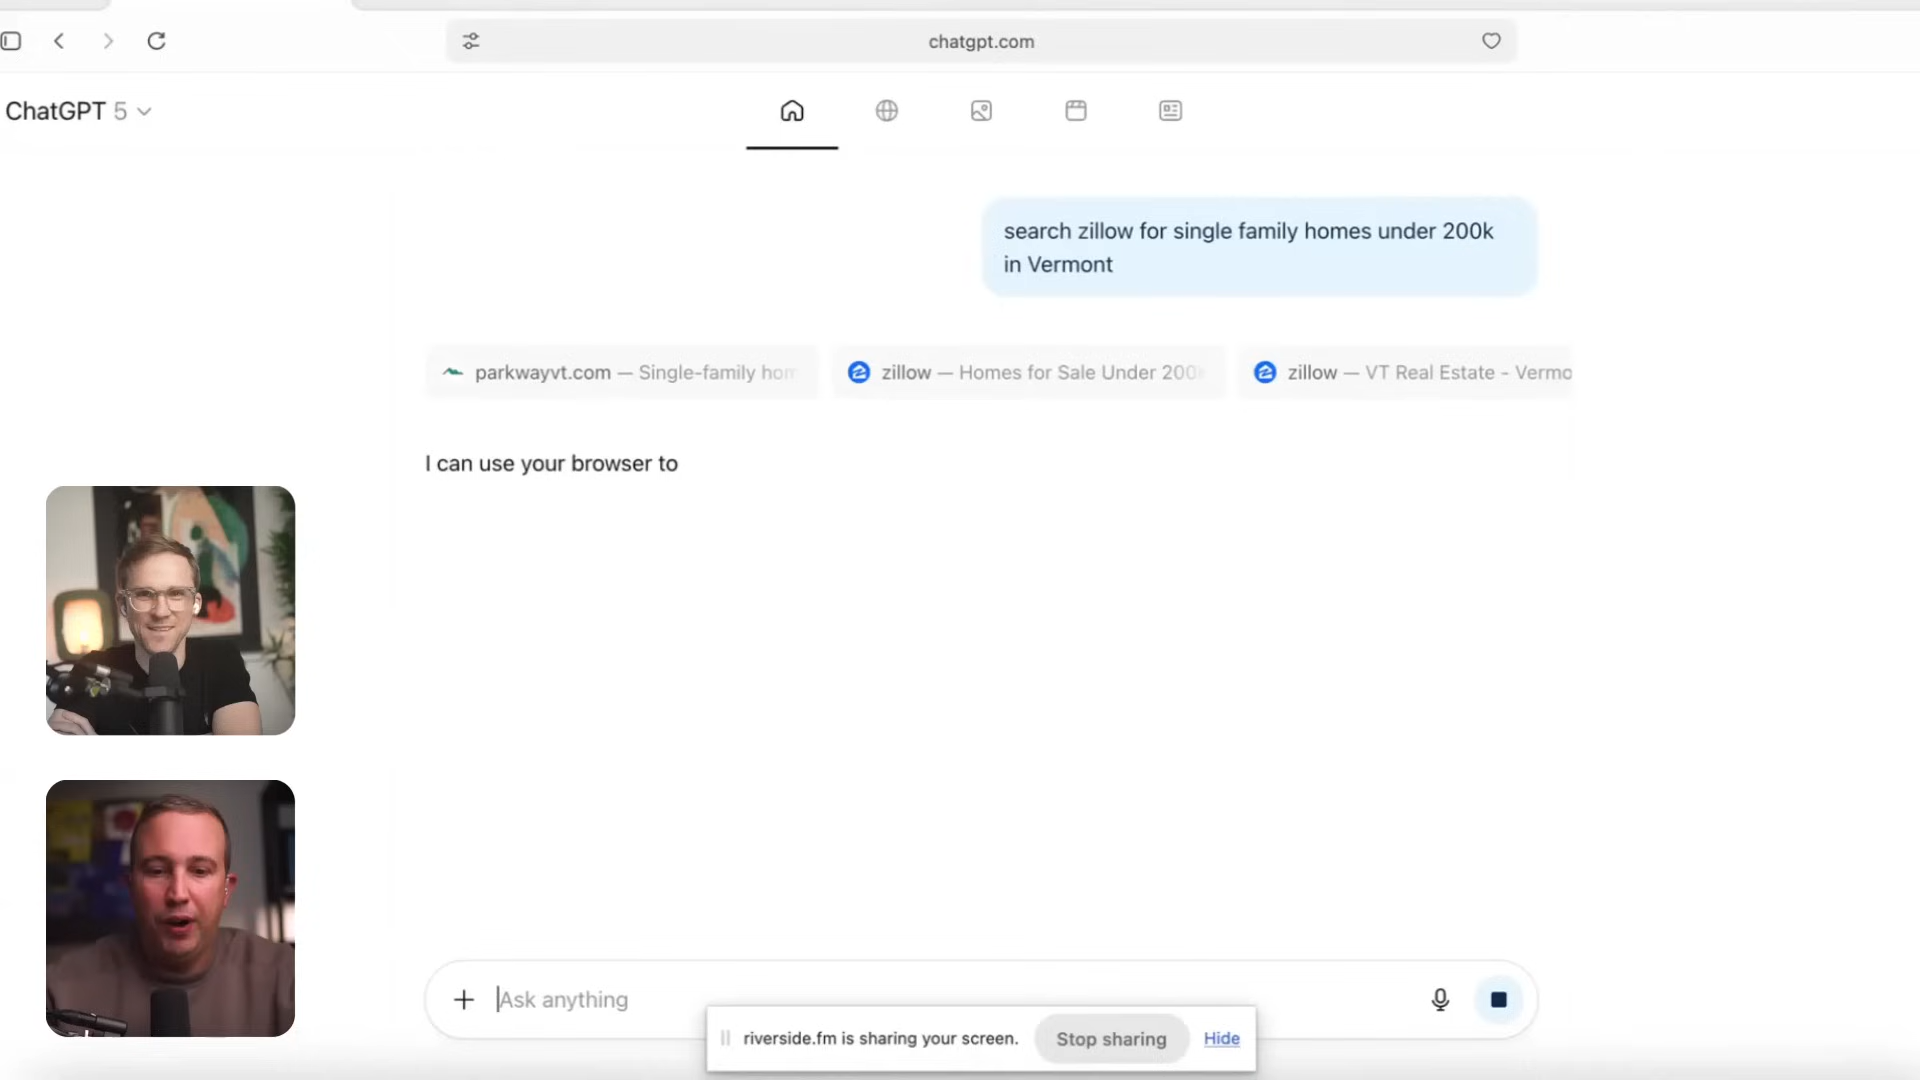 chatgpt.com
ChatGPT 5
search zillow for single family homes under 200k
in Vermont
parkwayvt.com — Single-family hom
zillow — Homes for Sale Under 200k
zillow — VT Real Estate - Vermo
I can use your browser to
Ask anything
riverside.fm is sharing your screen.
Stop sharing
Hide